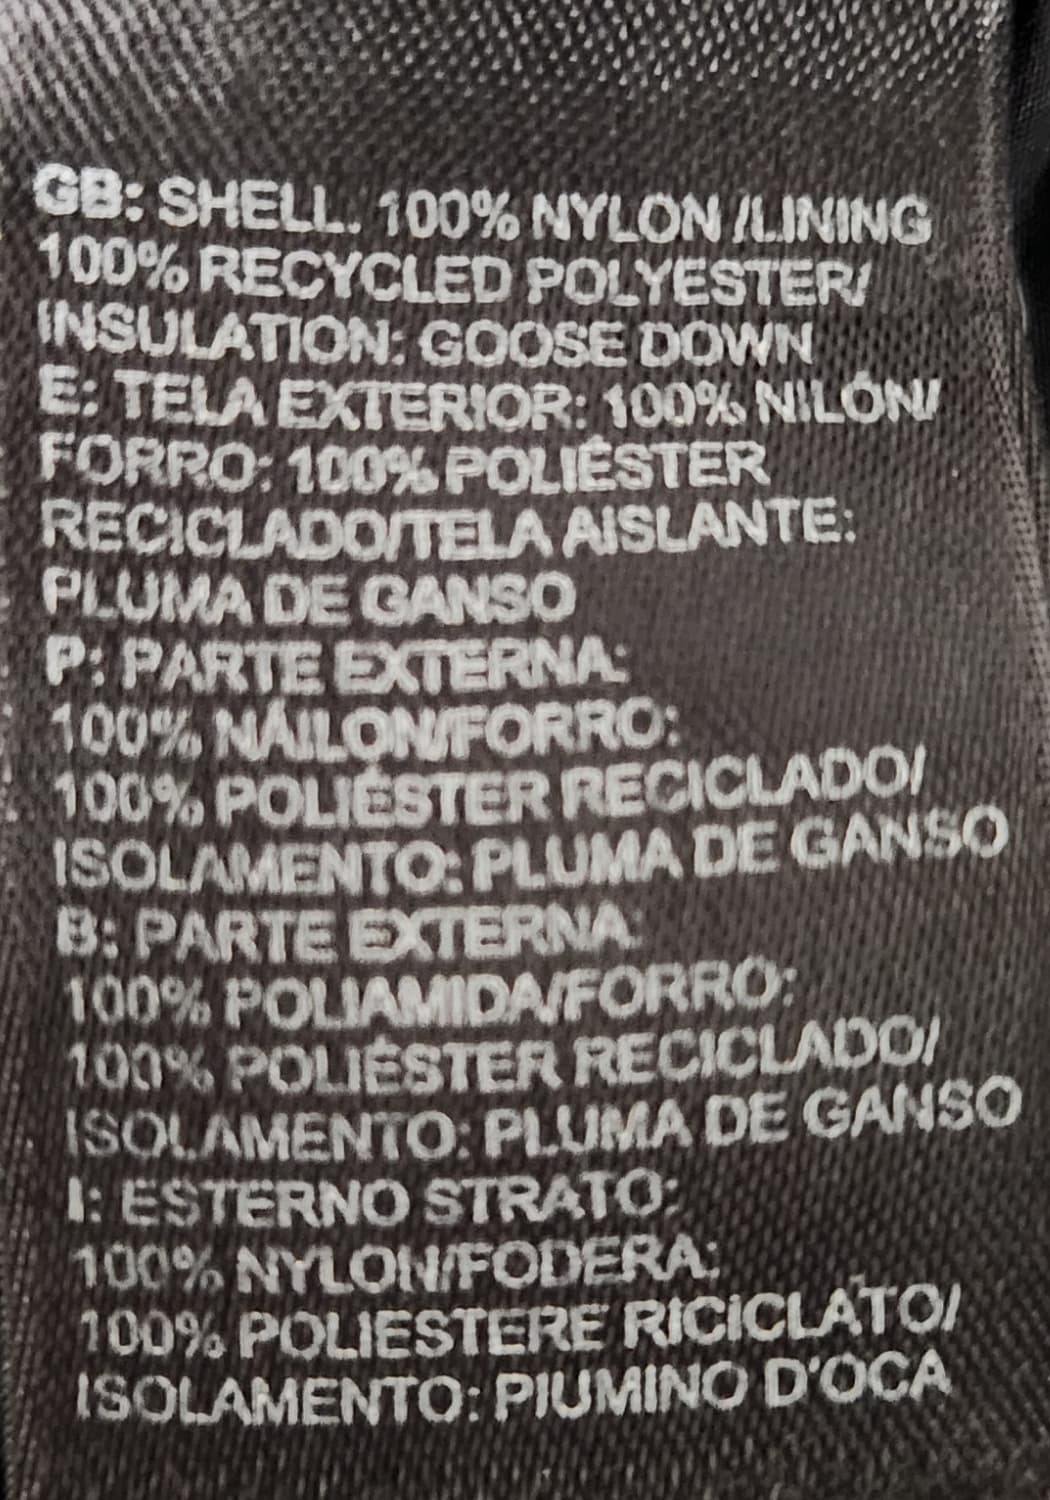 GB: SHELL. 100% NYLON /LINING
100% RECYCLED POLYESTER/
INSULATION: GOOSE DOWN
E: TELA EXTERIOR: 100% NILÓN/
FORRO: 100% POLIÉSTER
RECICLADO/TELA AISLANTE:
PLUMA DE GANSO
P: PARTE EXTERNA:
100% NÁILON/FORRO:
100% POLIÉSTER RECICLADO/
ISOLAMENTO: PLUMA DE GANSO
B: PARTE EXTERNA:
100% POLIAMIDA/FORRO:
100% POLIÉSTER RECICLADO/
ISOLAMENTO: PLUMA DE GANSO
I: ESTERNO STRATO:
100% NYLON/FODERA:
100% POLIESTERE RICICLATO/
ISOLAMENTO: PIUMINO D'OCA